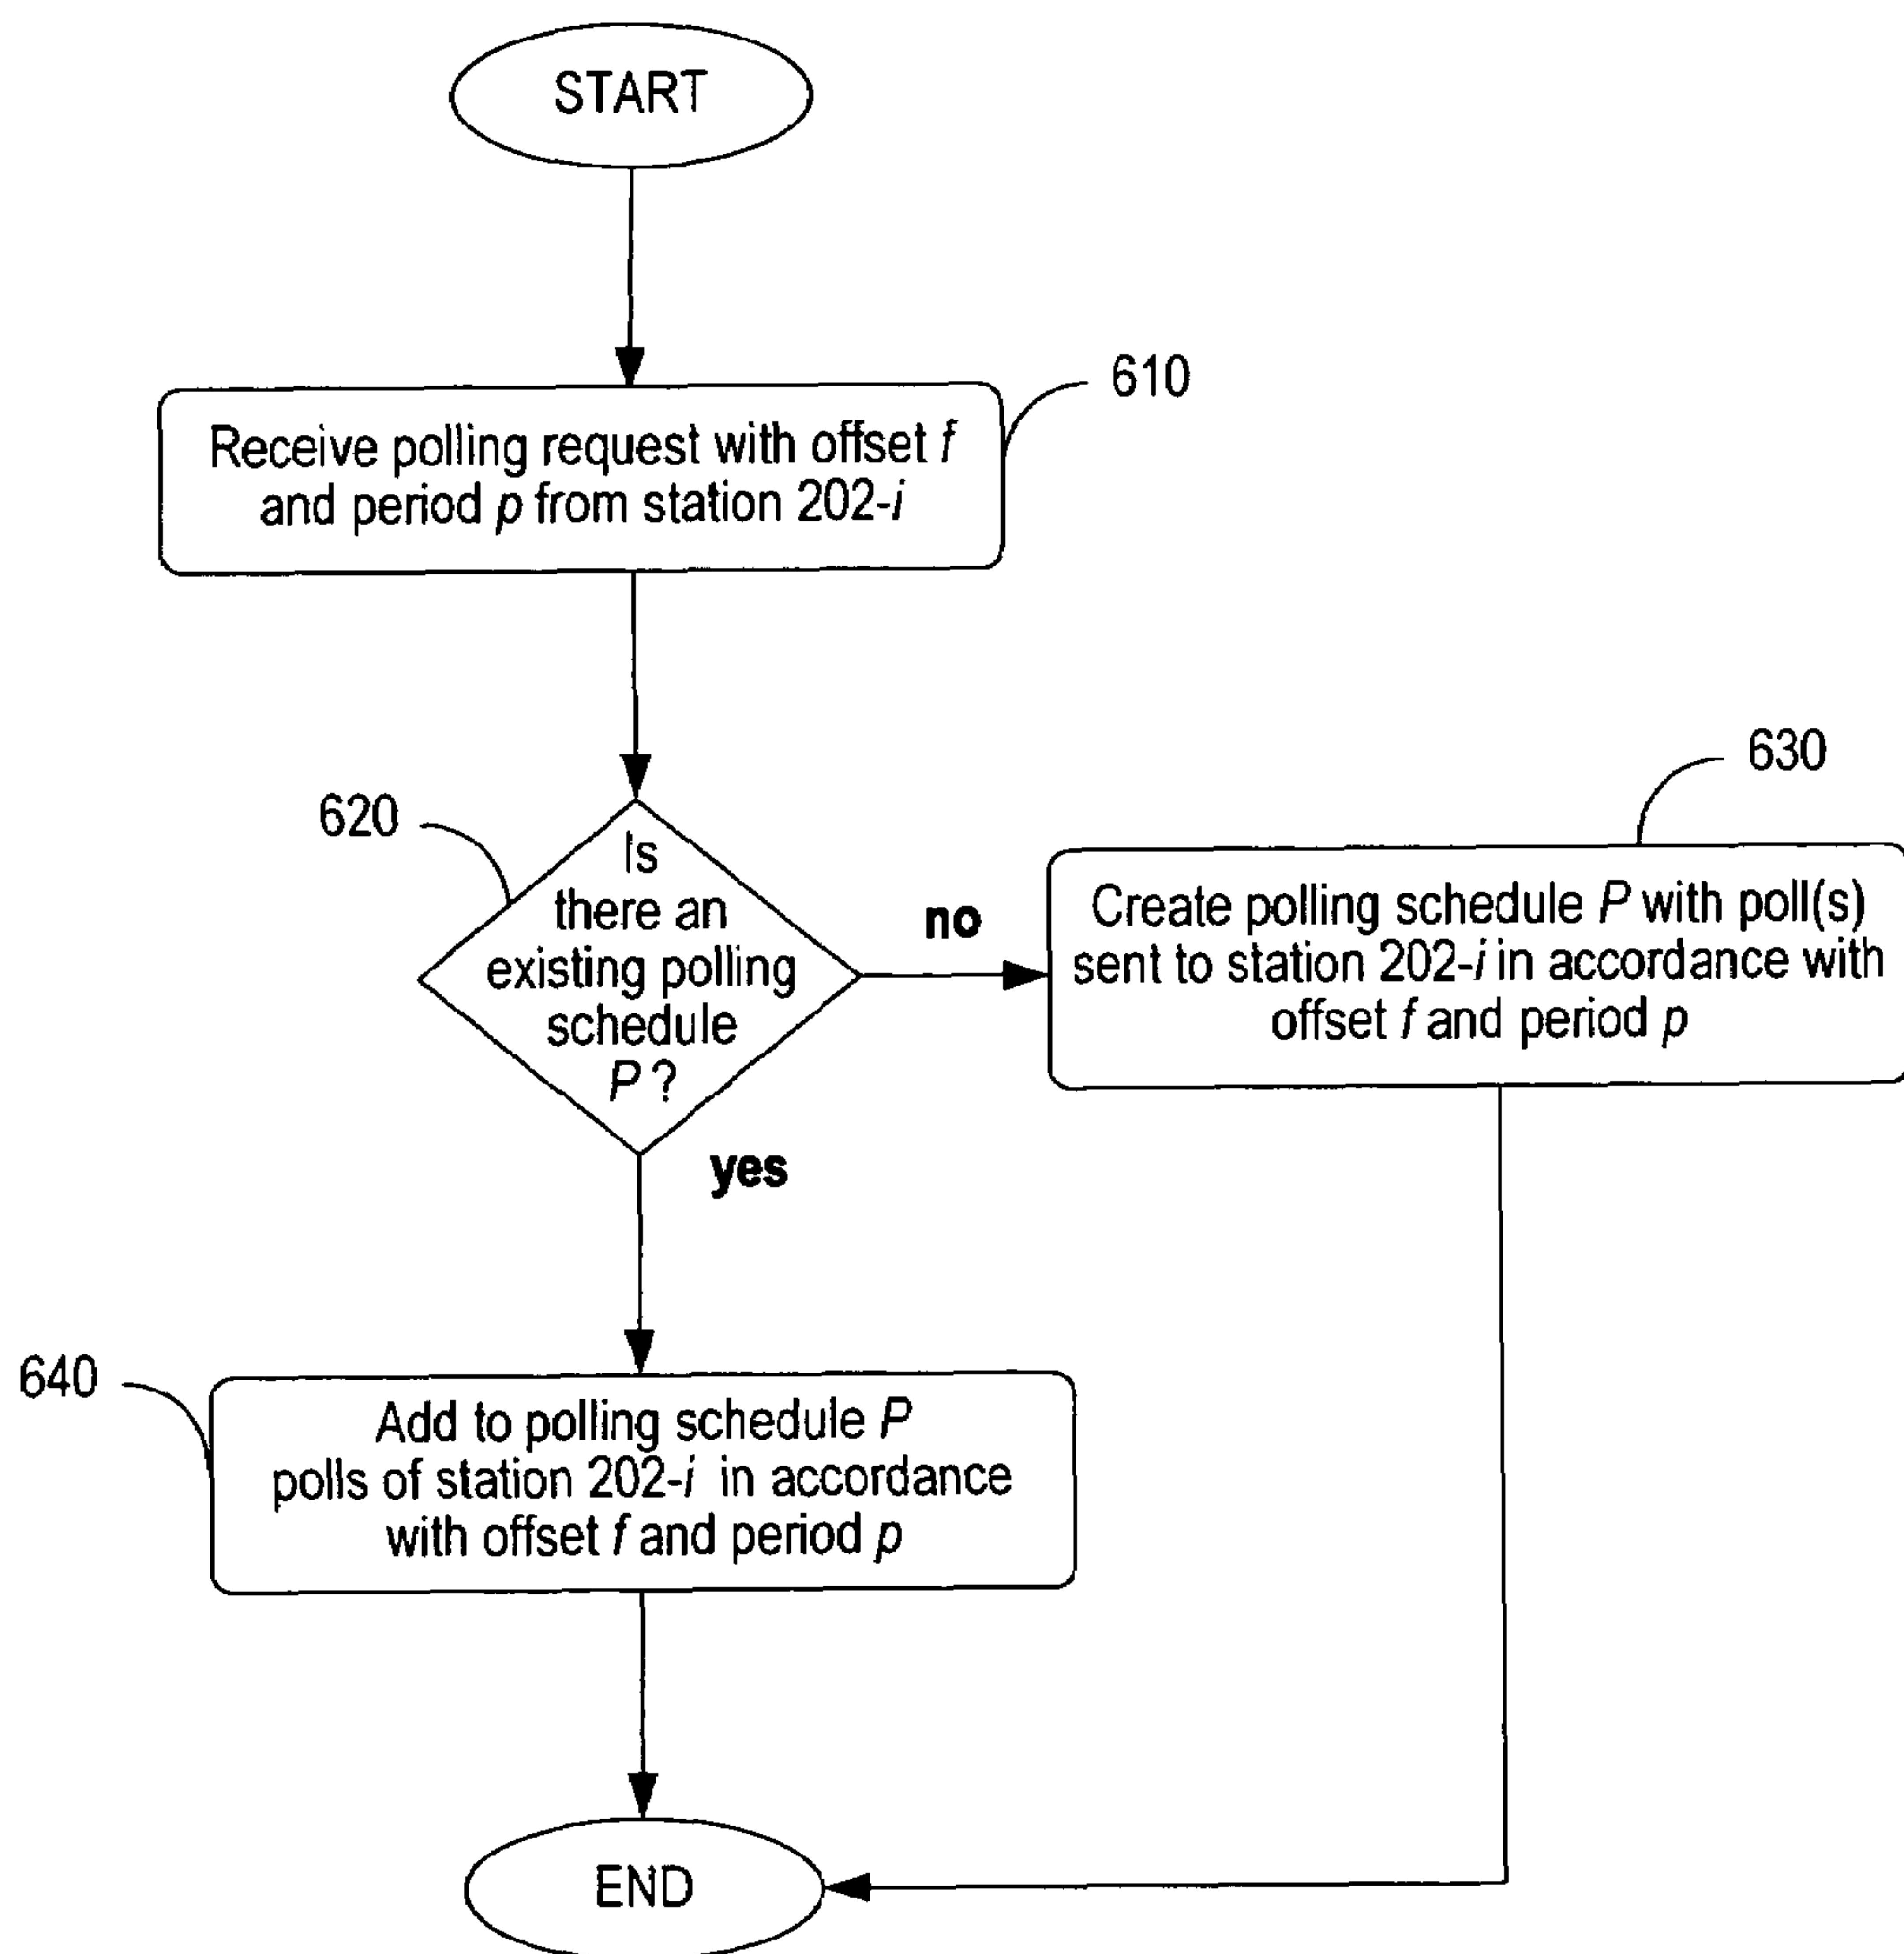 START
610
Receive polling request with offset f
and period p from station 202-i
620
Is
there an
existing polling
schedule
P ?
no
630
Create polling schedule P with poll(s)
sent to station 202-i in accordance with
offset f and period p
yes
640
Add to polling schedule P
polls of station 202-i in accordance
with offset f and period p
END